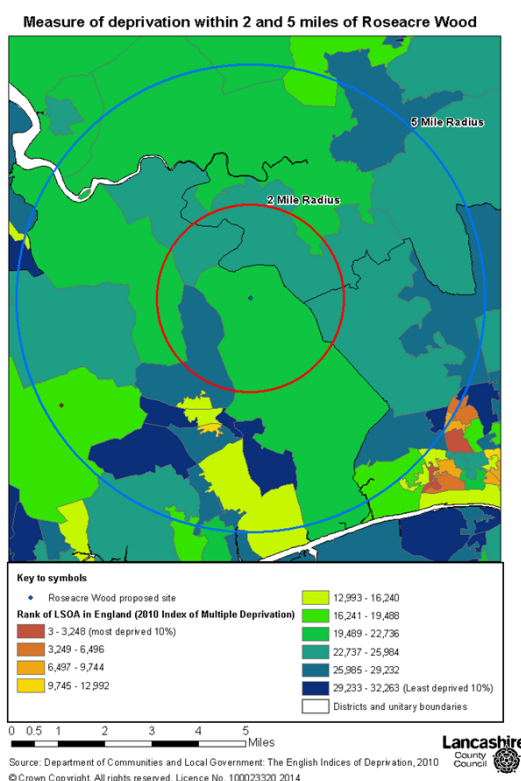 Measure of deprivation within 2 and 5 miles of Roseacre Wood
5 Mile Radius
2 Mile Radius
Key to symbols
Roseacre Wood proposed site
Rank of LSOA in England (2010 Index of Multiple Deprivation)
3 - 3,248 (most deprived 10%)
3,249 - 6,496
6,497 - 9,744
9,745 - 12,992
12,993 - 16,240
16,241 - 19,488
19,489 - 22,736
22,737 - 25,984
25,985 - 29,232
29,233 - 32,263 (Least deprived 10%)
Districts and unitary boundaries
0 0.5 1 2 3 4 5
Miles
Lancashire
County
Council
Source: Department of Communities and Local Government: The English Indices of Deprivation, 2010
© Crown Copyright. All rights reserved. Licence No. 100023320 2014